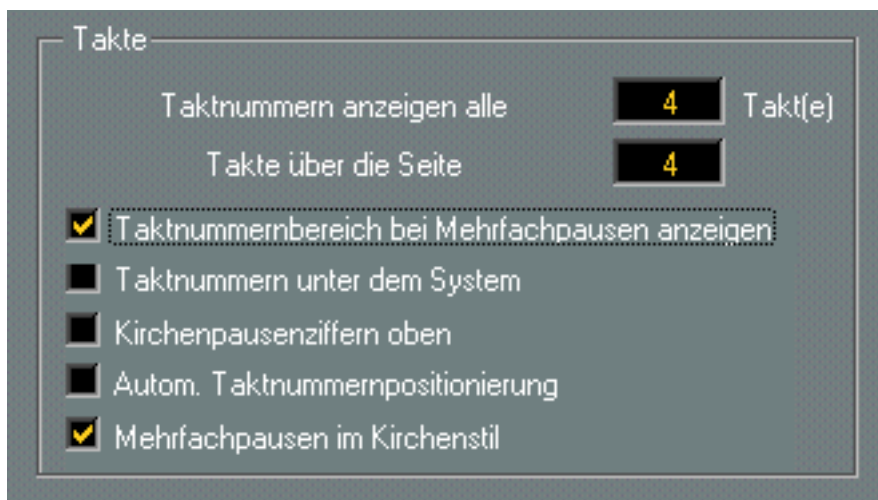 Takte
Taktnummern anzeigen alle 4 Takt(e)
Takte über die Seite 4
Taktnummernbereich bei Mehrfachpausen anzeigen
Taktnummern unter dem System
Kirchenpausenziffern oben
Autom. Taktnummernpositionierung
Mehrfachpausen im Kirchenstil